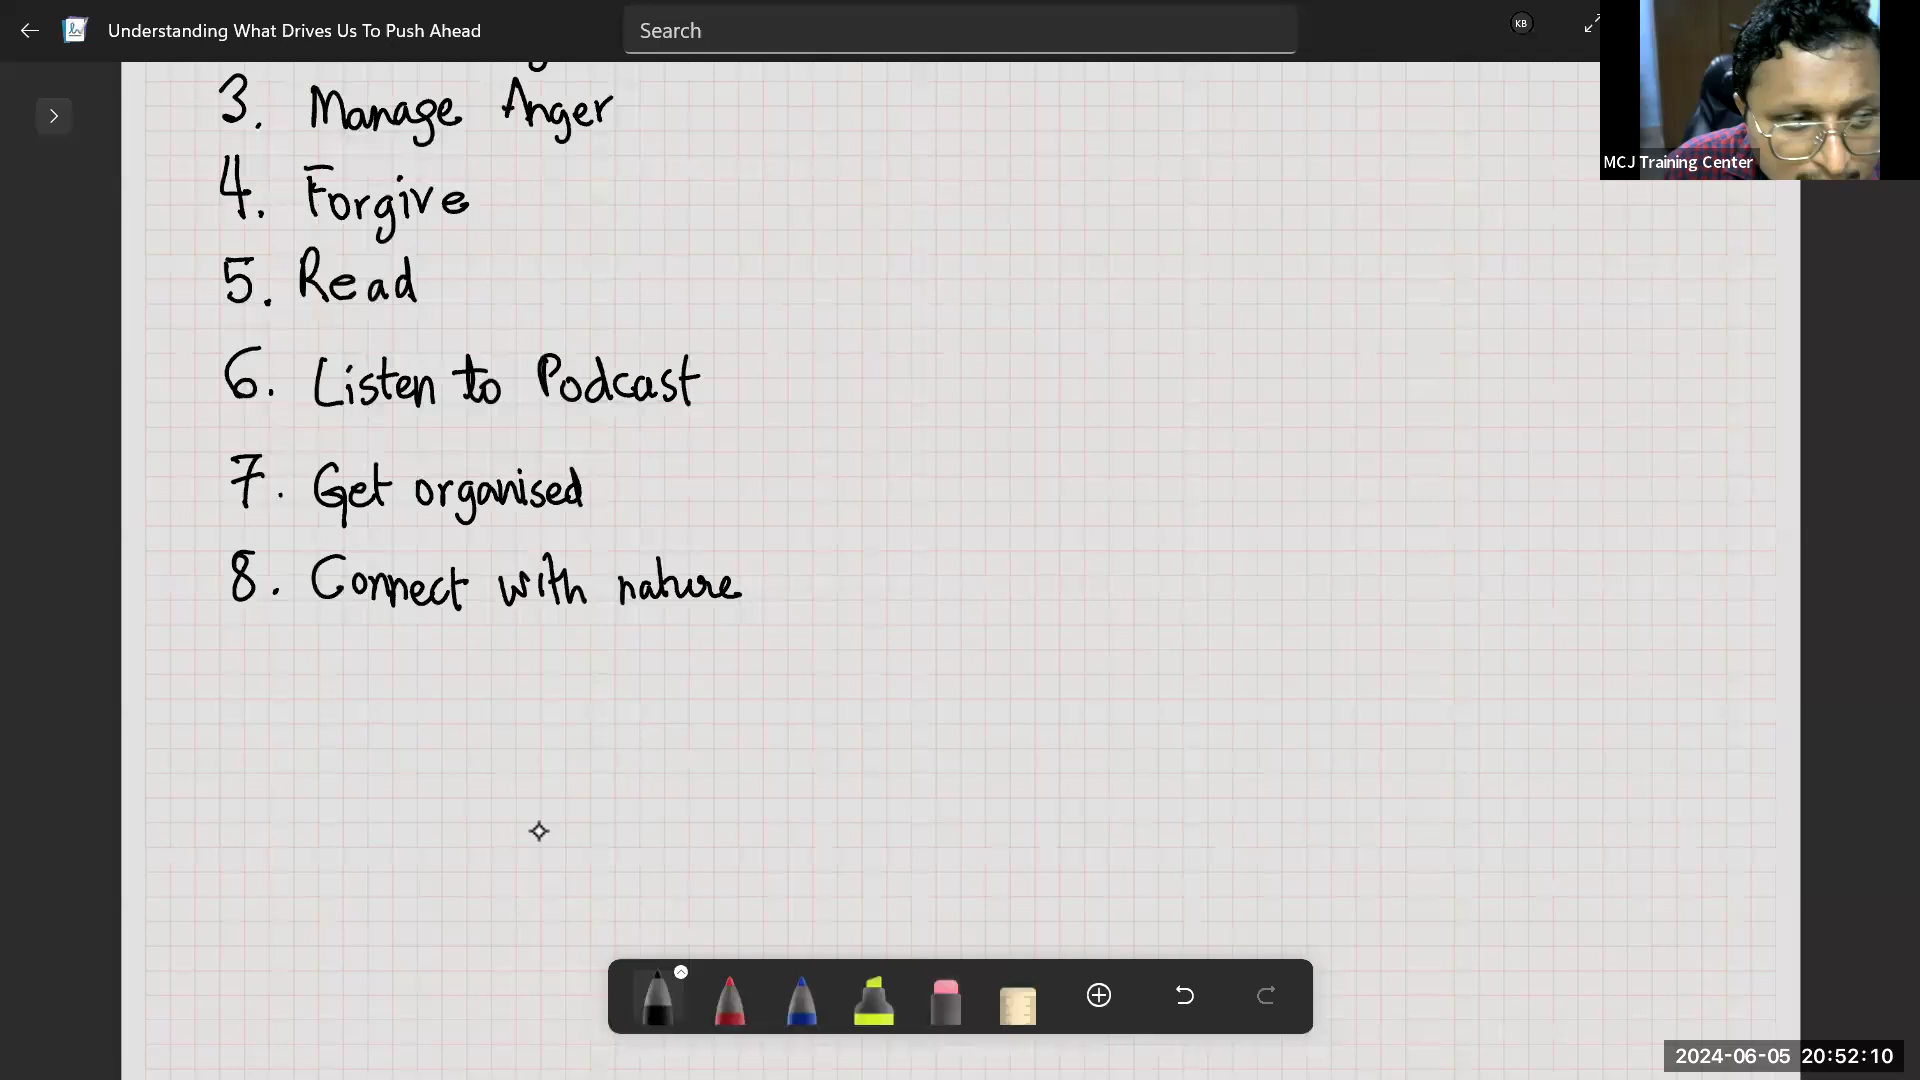 Understanding What Drives Us To Push Ahead
Search
KB
MCJ Training Center
3. Manage Anger
4. Forgive
5. Read
6. Listen to Podcast
7. Get organised
8. Connect with nature
2024-06-05 20:52:10